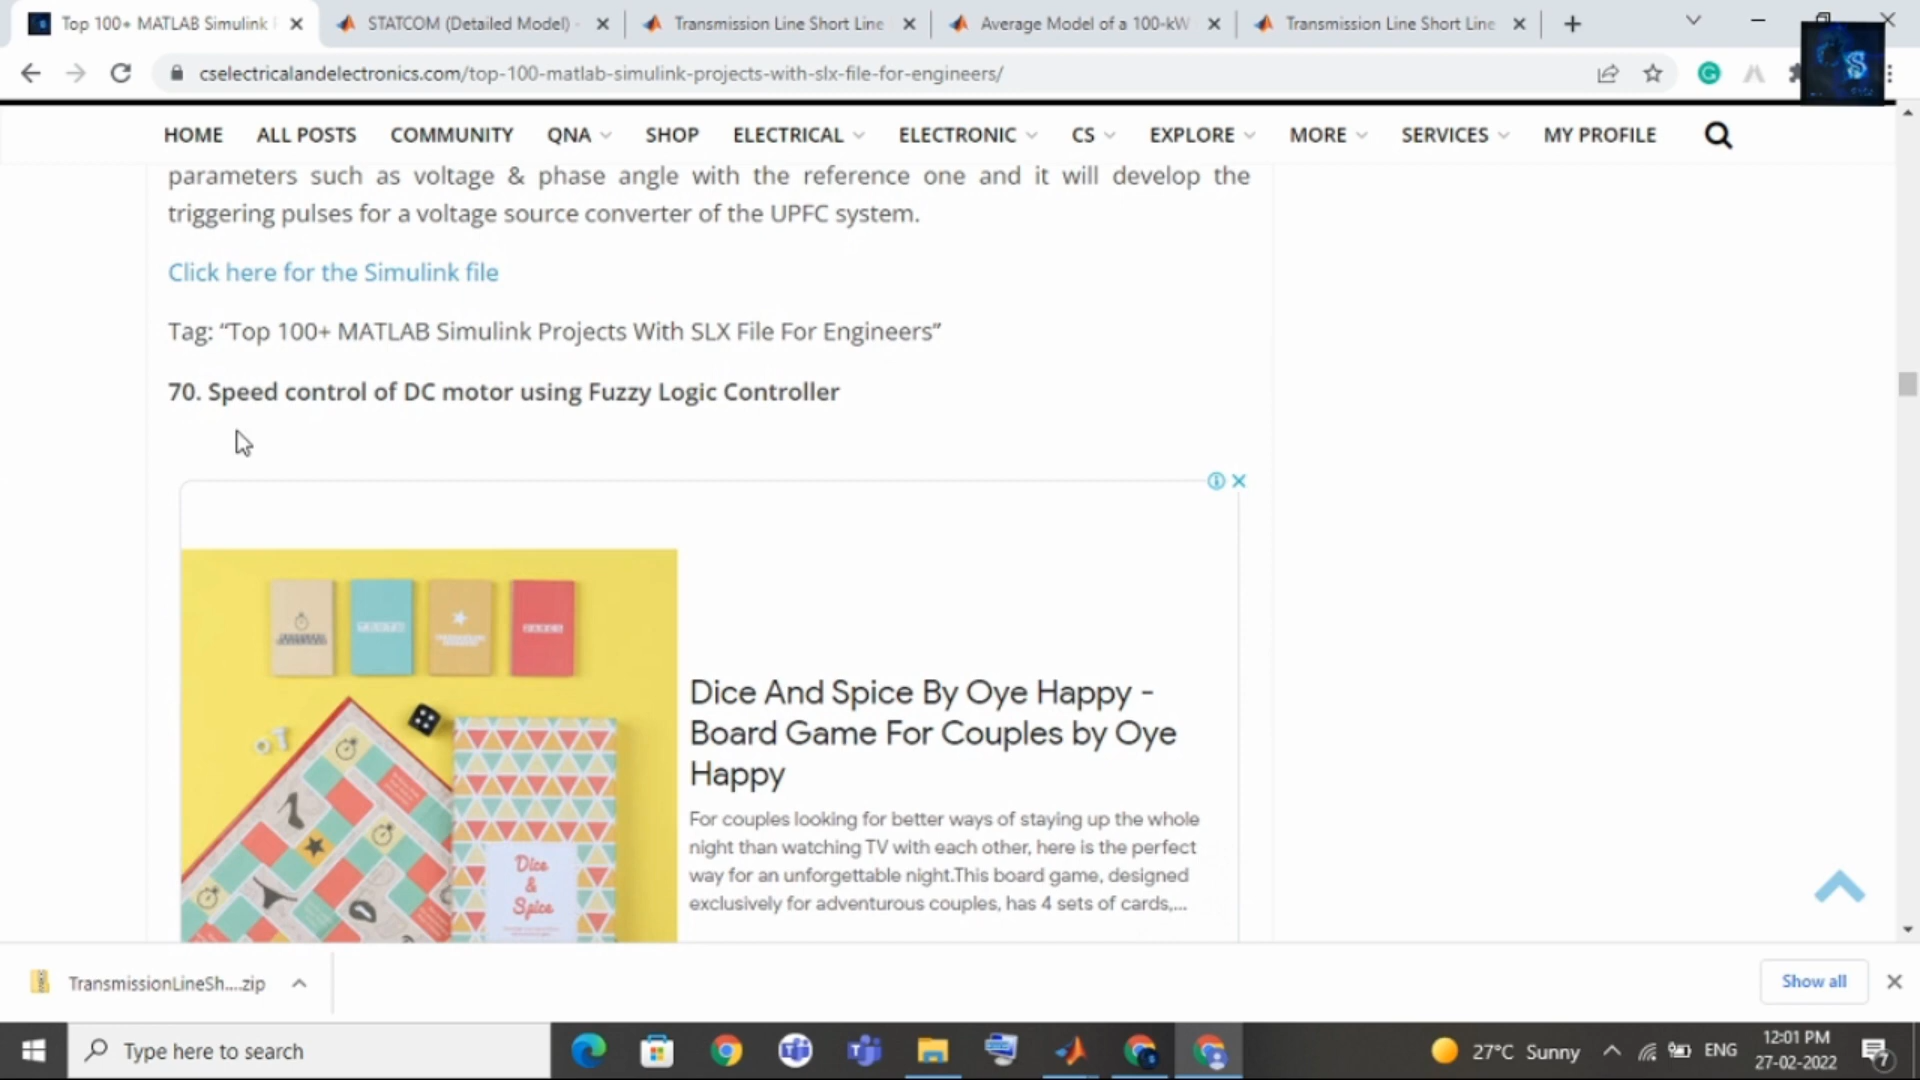 Top 100+ MATLAB Simulink
STATCOM (Detailed Model) -
Transmission Line Short Line
Average Model of a 100-kW
Transmission Line Short Line
cselectricalandelectronics.com/top-100-matlab-simulink-projects-with-slx-file-for-engineers/
HOME ALL POSTS COMMUNITY QNA SHOP ELECTRICAL ELECTRONIC CS EXPLORE MORE SERVICES MY PROFILE
parameters such as voltage & phase angle with the reference one and it will develop the
triggering pulses for a voltage source converter of the UPFC system.
Click here for the Simulink file
Tag: “Top 100+ MATLAB Simulink Projects With SLX File For Engineers”
70. Speed control of DC motor using Fuzzy Logic Controller
Dice And Spice By Oye Happy -
Board Game For Couples by Oye
Happy
For couples looking for better ways of staying up the whole
night than watching TV with each other, here is the perfect
way for an unforgettable night.This board game, designed
exclusively for adventurous couples, has 4 sets of cards,...
Dice
&
Spice
TransmissionLineSh....zip
Show all
Type here to search
27°C Sunny
ENG
12:01 PM
27-02-2022
7